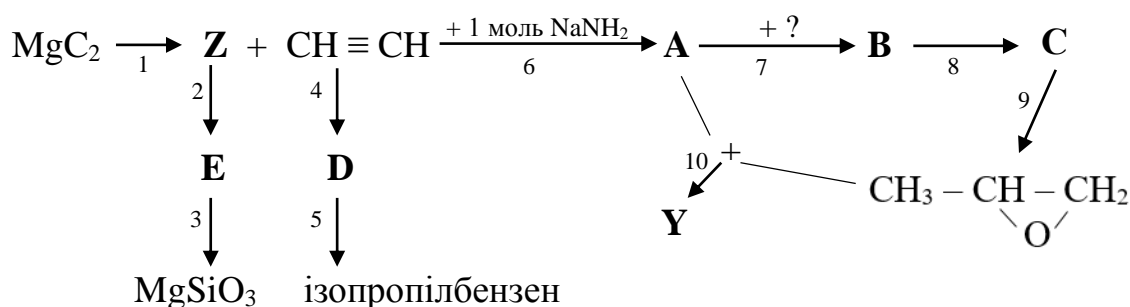 MgC₂ 1 Z + CH ≡ CH + 1 моль NaNH₂ 6 A + ? 7 B 8 C
2 4 9
E D 10 + CH₃ – CH – CH₂
O
3 5 Y
MgSiO₃ ізопропілбензен